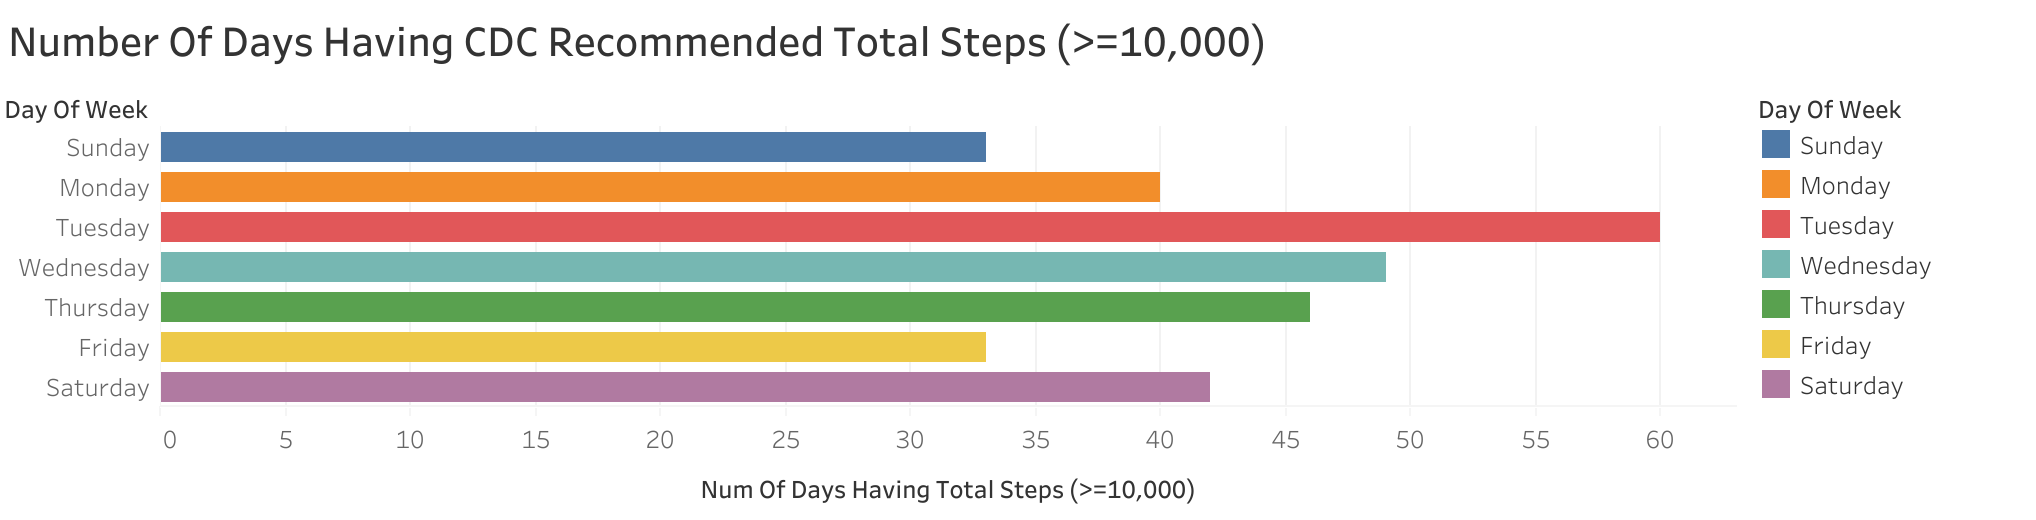 Number Of Days Having CDC Recommended Total Steps (>=10,000)
Day Of Week
Sunday
Monday
Tuesday
Wednesday
Thursday
Friday
Saturday
0 5 10 15 20 25 30 35 40 45 50 55 60
Num Of Days Having Total Steps (>=10,000)
Day Of Week
Sunday
Monday
Tuesday
Wednesday
Thursday
Friday
Saturday